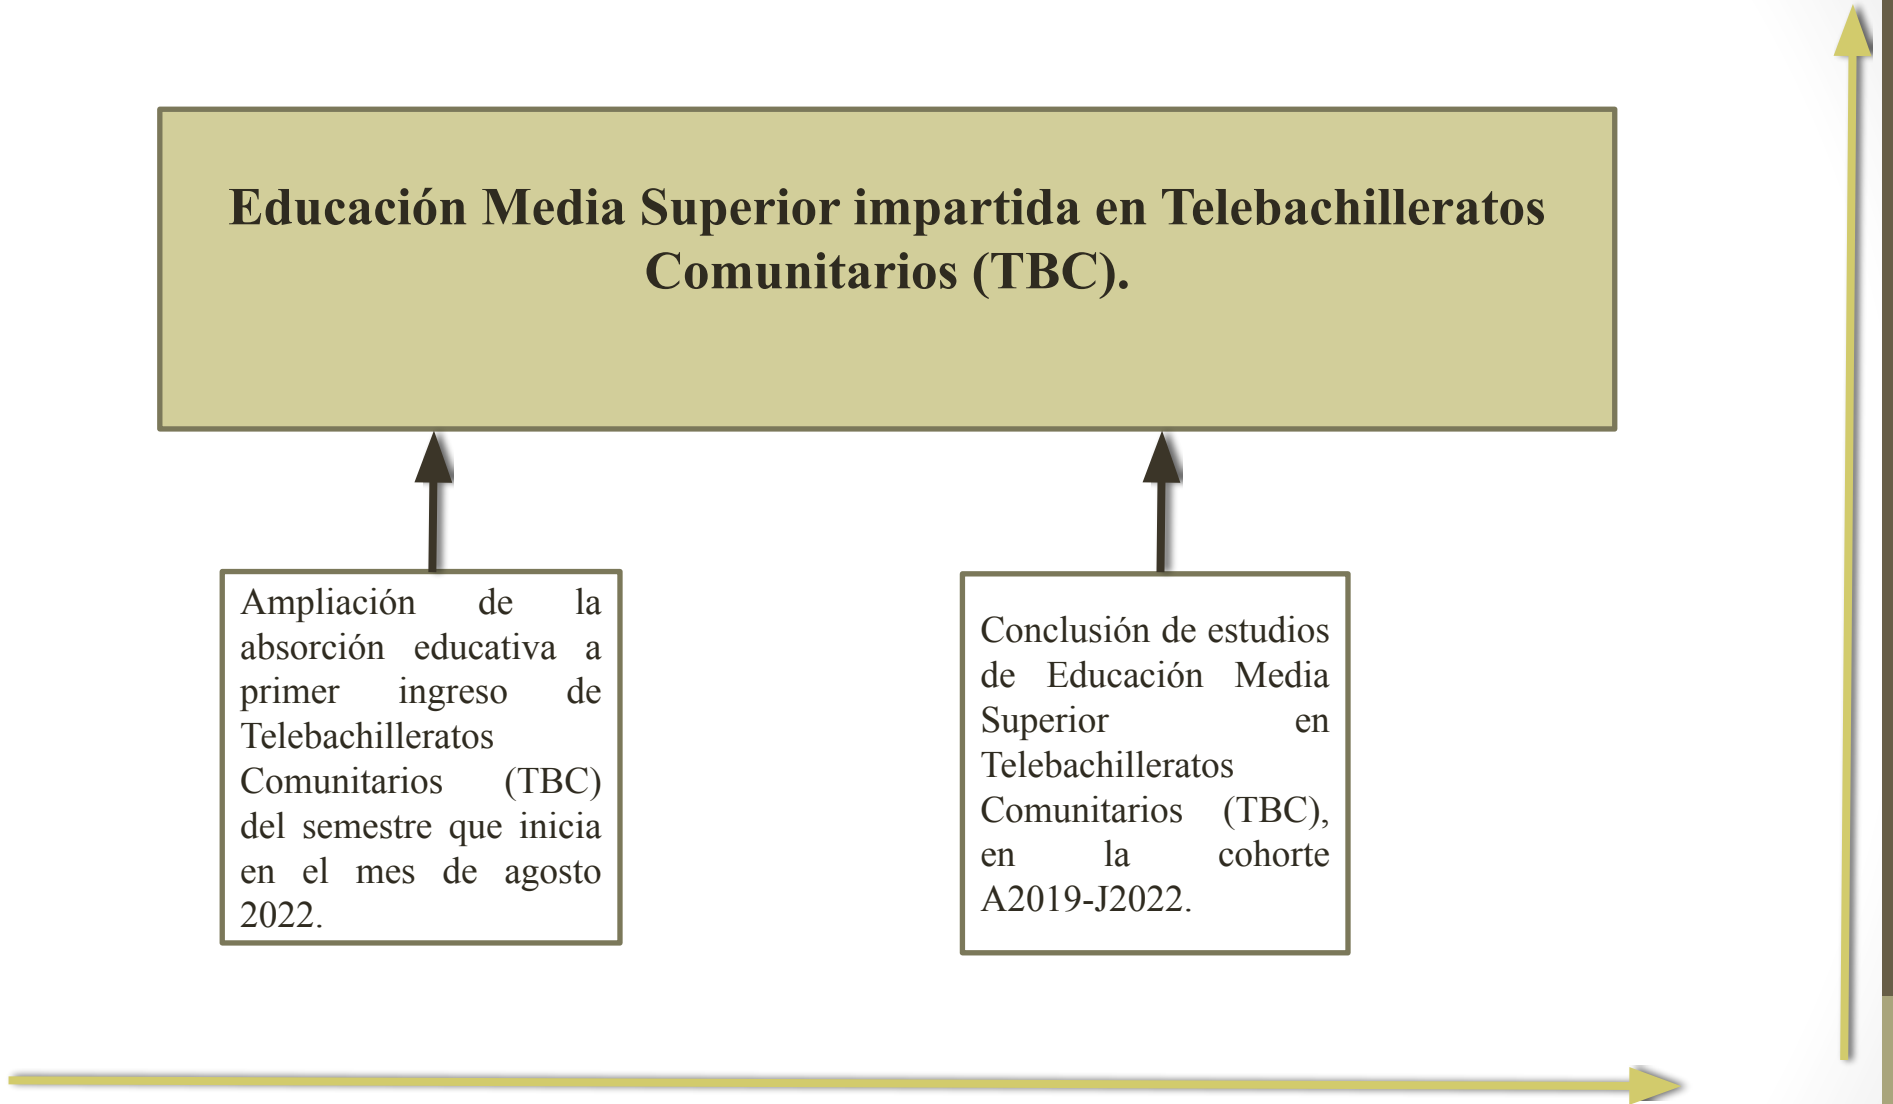 Educación Media Superior impartida en Telebachilleratos
Comunitarios (TBC).
Ampliación de la
absorción educativa a
primer ingreso de
Telebachilleratos
Comunitarios (TBC)
del semestre que inicia
en el mes de agosto
2022.
Conclusión de estudios
de Educación Media
Superior en
Telebachilleratos
Comunitarios (TBC),
en la cohorte
A2019-J2022.